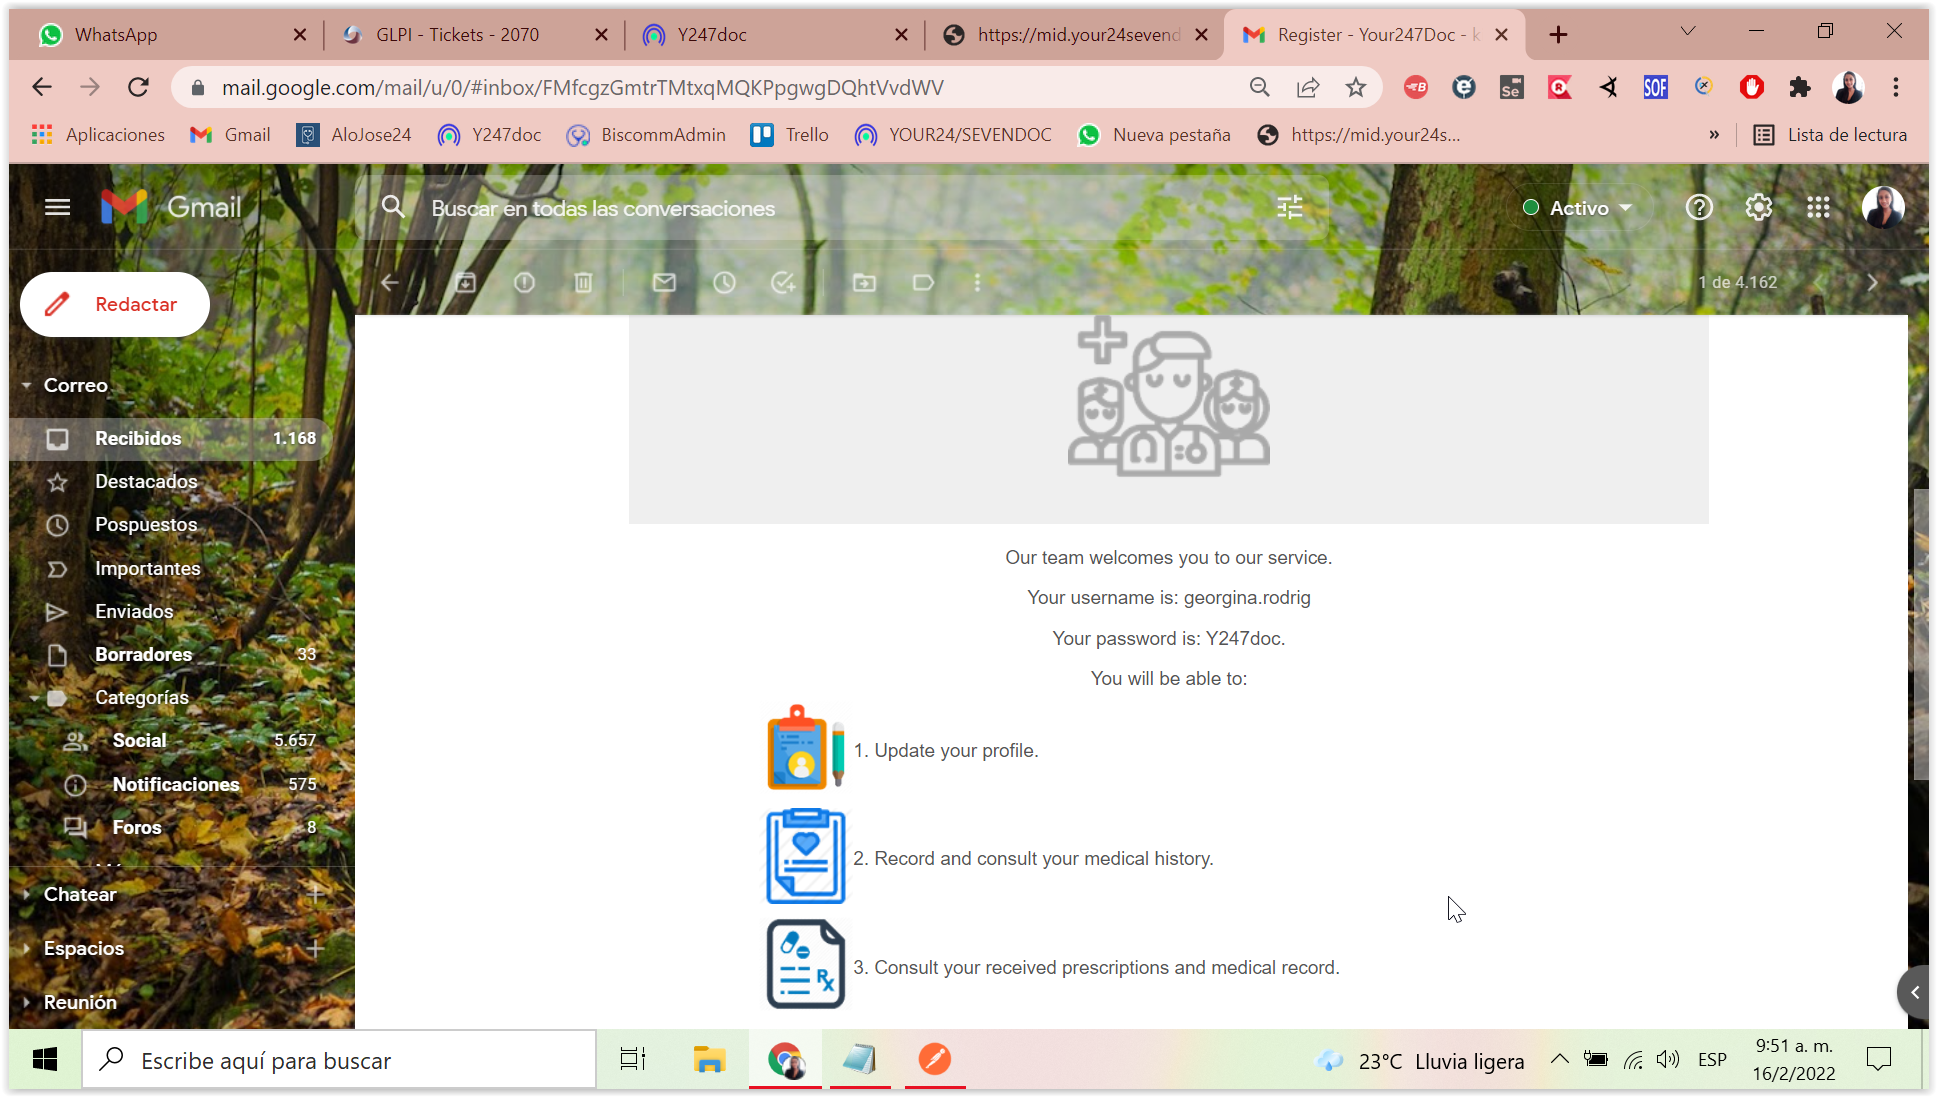 WhatsApp
GLPI - Tickets - 2070
Y247doc
https://mid.your24sevend
Register - Your247Doc - k
mail.google.com/mail/u/0/#inbox/FMfcgzGmtrTMtxqMQKPpgwgDQhtVvdWV
Se
SOF
Aplicaciones
Gmail
AloJose24
Y247doc
BiscommAdmin
Trello
YOUR24/SEVENDOC
Nueva pestaña
https://mid.your24s...
»
Lista de lectura
Gmail
Buscar en todas las conversaciones
Activo
Redactar
1 de 4.162
Correo
Recibidos 1.168
Destacados
Pospuestos
Importantes
Enviados
Borradores 33
Categorías
Social 5.657
Notificaciones 575
Foros 8
Chatear
Espacios
Reunión
Our team welcomes you to our service.
Your username is: georgina.rodrig
Your password is: Y247doc.
You will be able to:
1. Update your profile.
2. Record and consult your medical history.
Rx
3. Consult your received prescriptions and medical record.
Escribe aquí para buscar
23°C Lluvia ligera
ESP
9:51 a. m.
16/2/2022